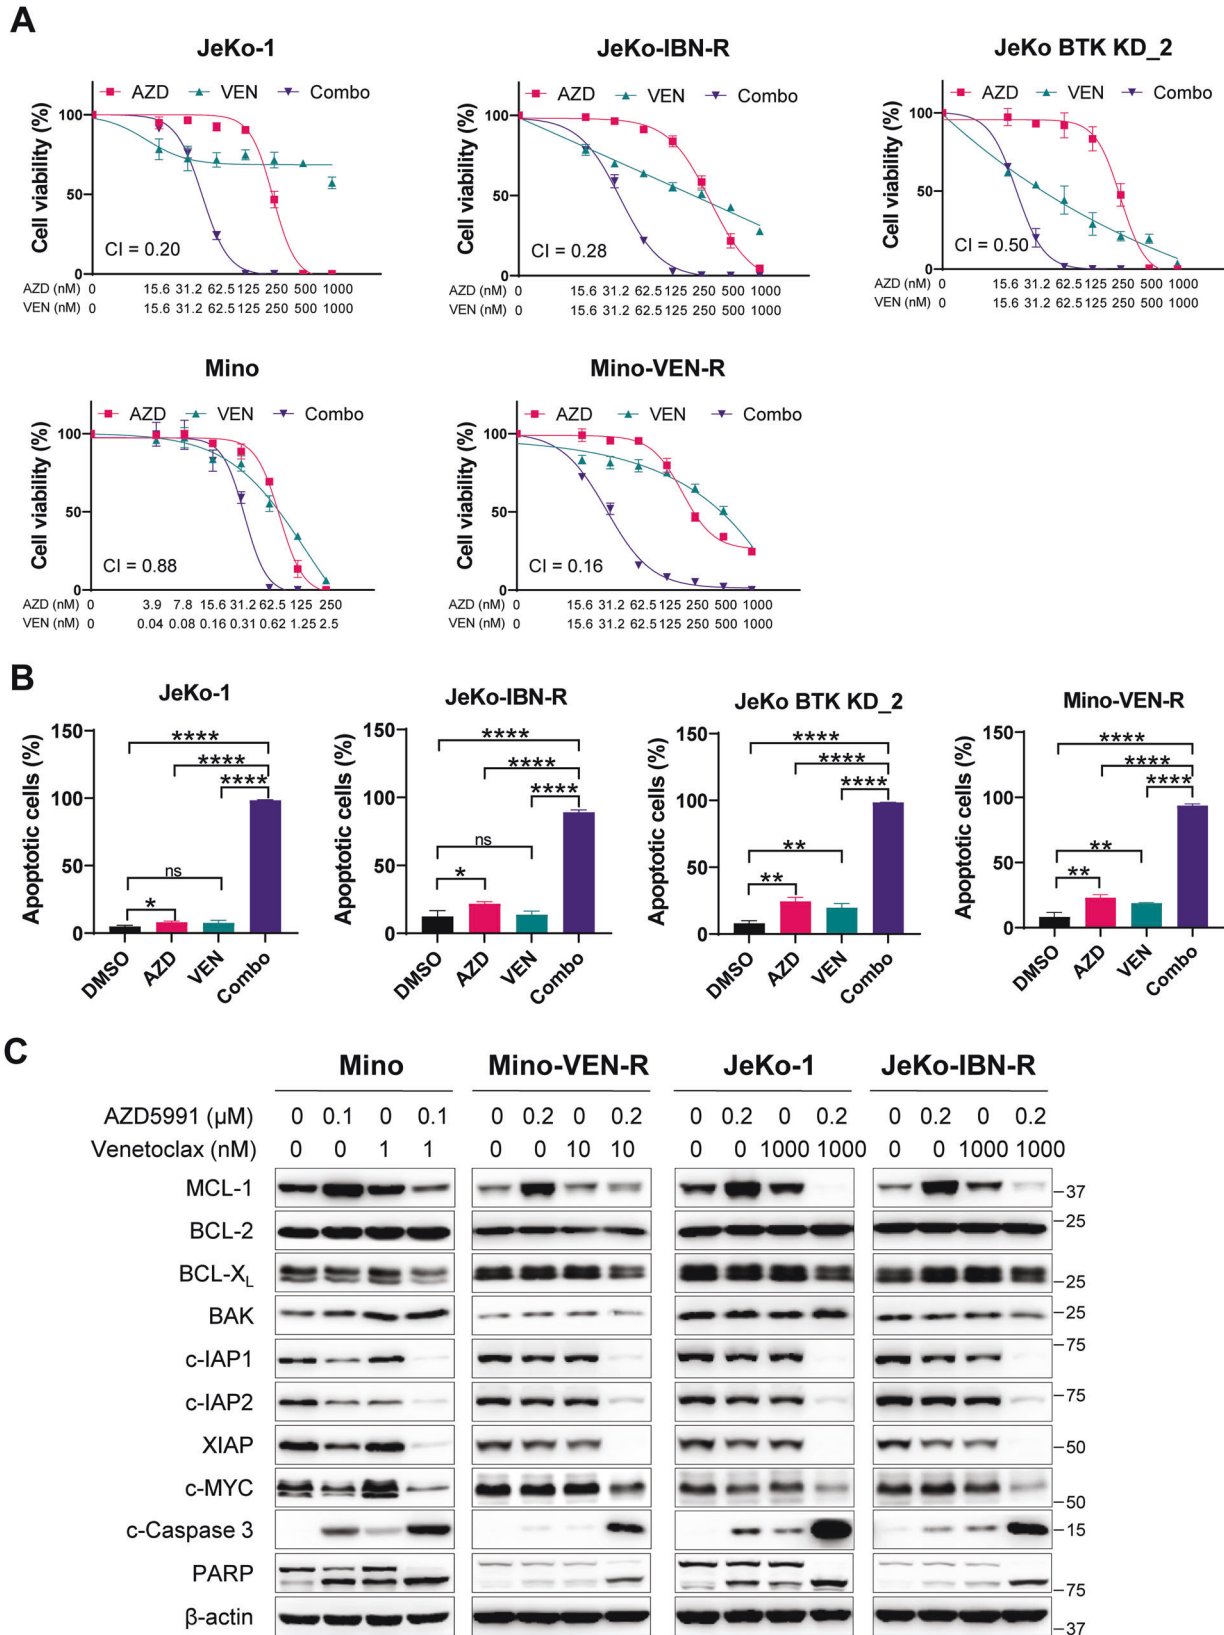 A
JeKo-1
JeKo-IBN-R
JeKo BTK KD_2
AZD VEN Combo
AZD VEN Combo
AZD VEN Combo
Cell viability (%)
100
50
0
CI = 0.20
Cell viability (%)
100
50
0
CI = 0.28
Cell viability (%)
100
50
0
CI = 0.50
AZD (nM) 0 15.6 31.2 62.5 125 250 500 1000
VEN (nM) 0 15.6 31.2 62.5 125 250 500 1000
AZD (nM) 0 15.6 31.2 62.5 125 250 500 1000
VEN (nM) 0 15.6 31.2 62.5 125 250 500 1000
AZD (nM) 0 15.6 31.2 62.5 125 250 500 1000
VEN (nM) 0 15.6 31.2 62.5 125 250 500 1000
Mino
Mino-VEN-R
AZD VEN Combo
AZD VEN Combo
Cell viability (%)
100
50
0
CI = 0.88
Cell viability (%)
100
50
0
CI = 0.16
AZD (nM) 0 3.9 7.8 15.6 31.2 62.5 125 250
VEN (nM) 0 0.04 0.08 0.16 0.31 0.62 1.25 2.5
AZD (nM) 0 15.6 31.2 62.5 125 250 500 1000
VEN (nM) 0 15.6 31.2 62.5 125 250 500 1000
B
JeKo-1
Apoptotic cells (%)
150
100
50
0
****
****
****
ns
*
DMSO AZD VEN Combo
JeKo-IBN-R
Apoptotic cells (%)
150
100
50
0
****
****
****
ns
*
DMSO AZD VEN Combo
JeKo BTK KD_2
Apoptotic cells (%)
150
100
50
0
****
****
****
**
**
DMSO AZD VEN Combo
Mino-VEN-R
Apoptotic cells (%)
150
100
50
0
****
****
****
**
**
DMSO AZD VEN Combo
C
Mino Mino-VEN-R JeKo-1 JeKo-IBN-R
AZD5991 (µM) 0 0.1 0 0.1 0 0.2 0 0.2 0 0.2 0 0.2 0 0.2 0 0.2
Venetoclax (nM) 0 0 1 1 0 0 10 10 0 0 1000 1000 0 0 1000 1000
MCL-1 37
BCL-2 25
BCL-XL 25
BAK 25
c-IAP1 75
c-IAP2 75
XIAP 50
c-MYC 50
c-Caspase 3 15
PARP 75
β-actin 37